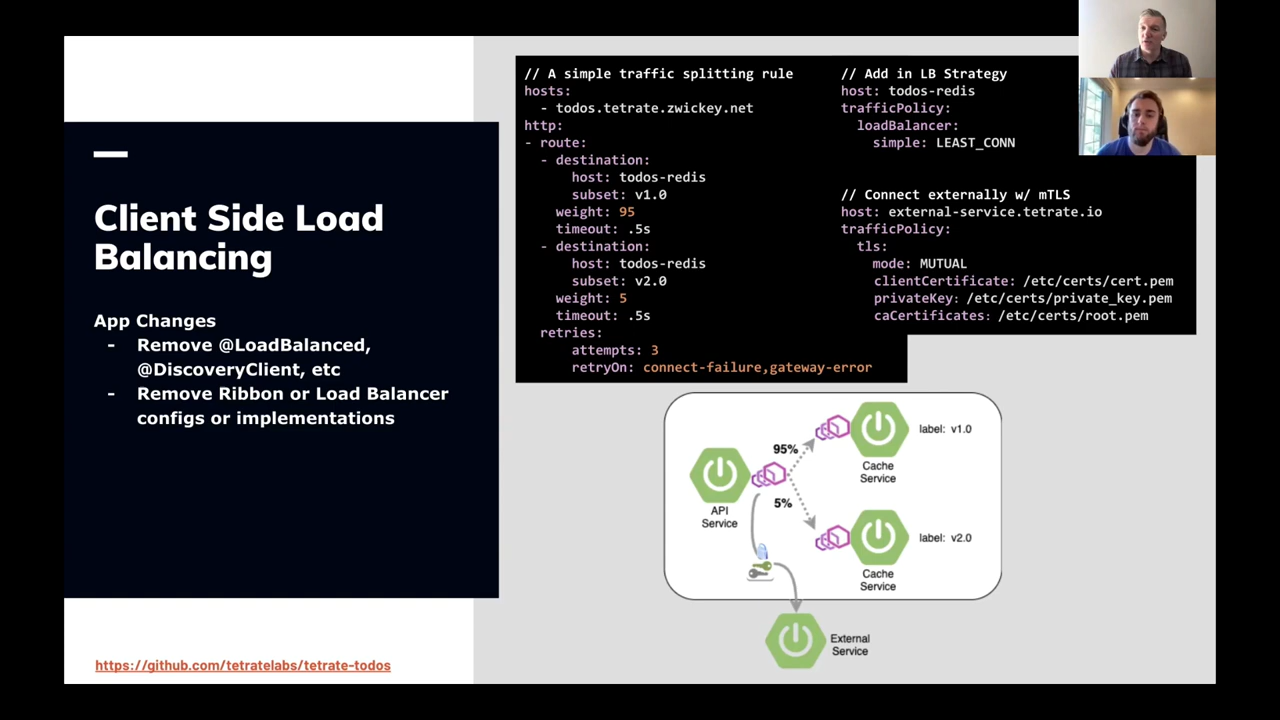 Client Side Load
Balancing
App Changes
- Remove @LoadBalanced,
@DiscoveryClient, etc
- Remove Ribbon or Load Balancer
configs or implementations
https://github.com/tetratelabs/tetrate-todos
// A simple traffic splitting rule
hosts:
- todos.tetrate.zwickey.net
http:
- route:
- destination:
host: todos-redis
subset: v1.0
weight: 95
timeout: .5s
- destination:
host: todos-redis
subset: v2.0
weight: 5
timeout: .5s
retries:
attempts: 3
retryOn: connect-failure,gateway-error
// Add in LB Strategy
host: todos-redis
trafficPolicy:
loadBalancer:
simple: LEAST_CONN
// Connect externally w/ mTLS
host: external-service.tetrate.io
trafficPolicy:
tls:
mode: MUTUAL
clientCertificate: /etc/certs/cert.pem
privateKey: /etc/certs/private_key.pem
caCertificates: /etc/certs/root.pem
API
Service
95%
5%
Cache
Service
label: v1.0
Cache
Service
label: v2.0
External
Service